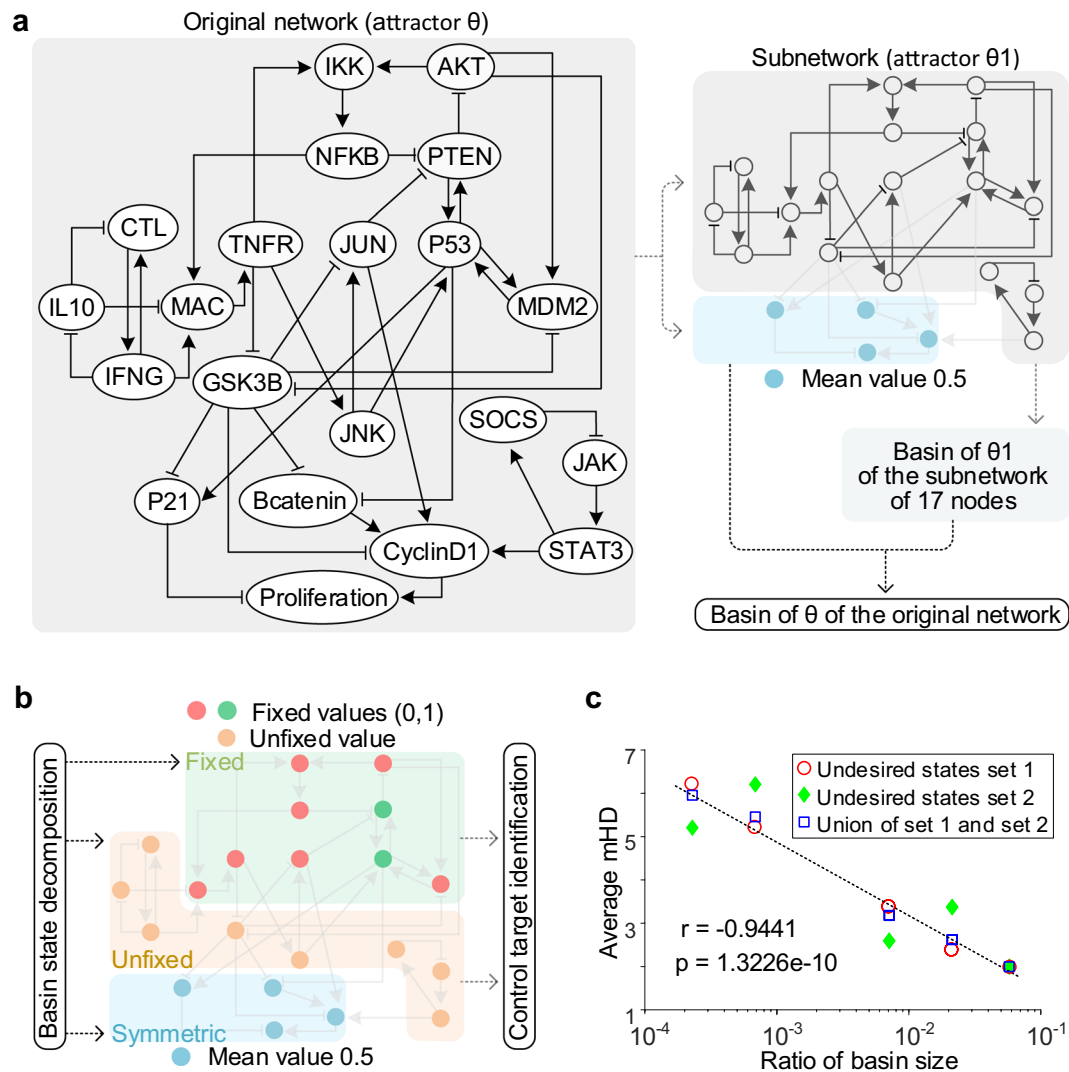 a
Original network (attractor θ)
IKK
AKT
NFKB
PTEN
CTL
TNFR
JUN
P53
IL10
MAC
MDM2
IFNG
GSK3B
JNK
SOCS
JAK
P21
Bcatenin
CyclinD1
STAT3
Proliferation
Subnetwork (attractor θ1)
Mean value 0.5
Basin of θ1
of the subnetwork
of 17 nodes
Basin of θ of the original network
b
Fixed values (0,1)
Unfixed value
Basin state decomposition
Fixed
Unfixed
Symmetric
Mean value 0.5
Control target identification
c
7
5
3
1
Average mHD
Undesired states set 1
Undesired states set 2
Union of set 1 and set 2
r = -0.9441
p = 1.3226e-10
10-4
10-3
10-2
10-1
Ratio of basin size